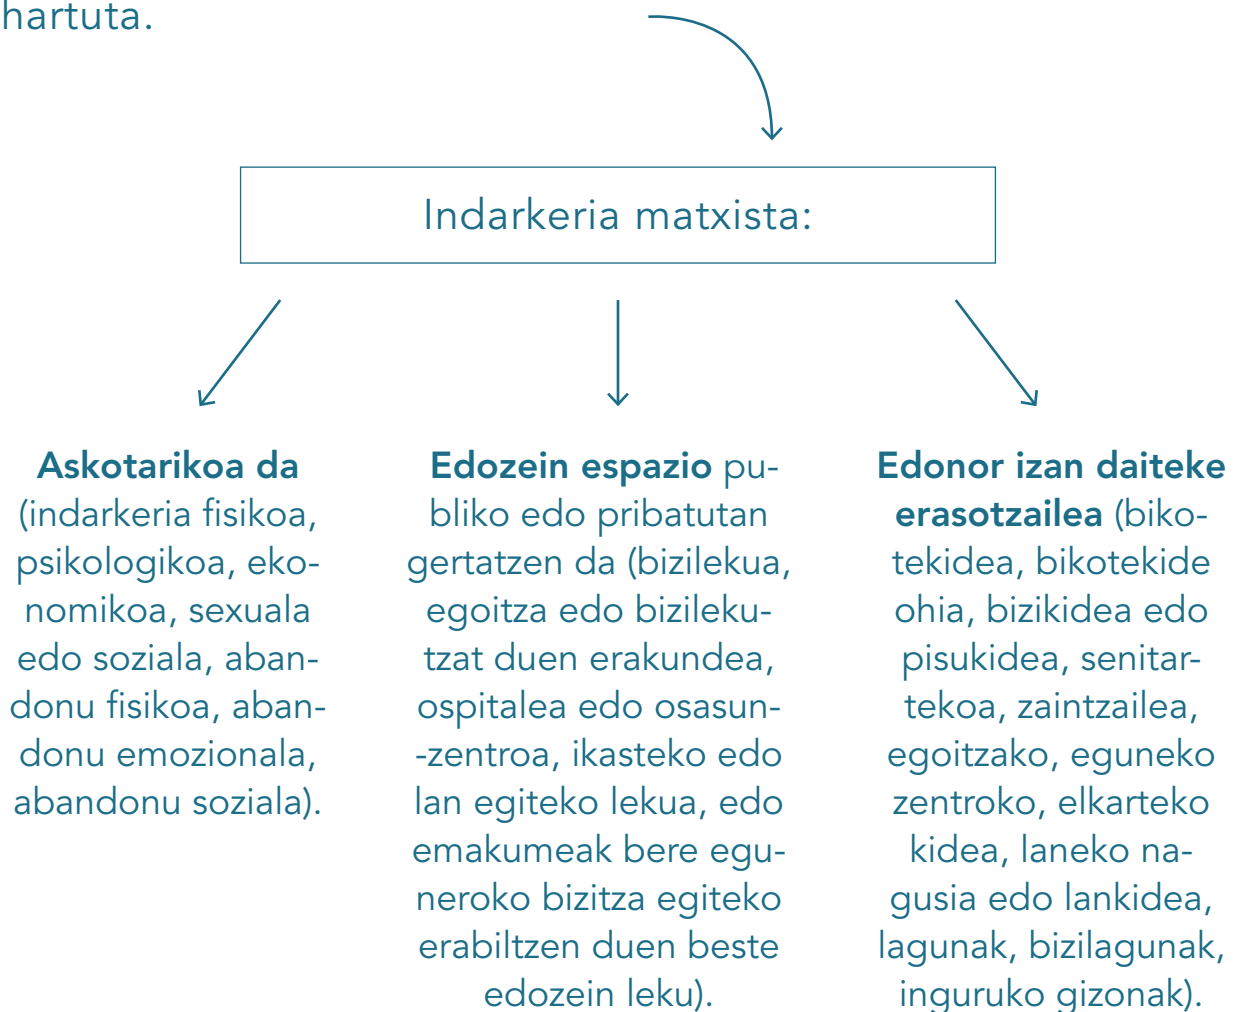 hartuta.
Indarkeria matxista:
Askotarikoa da
(indarkeria fisikoa,
psikologikoa, eko-
nomikoa, sexuala
edo soziala, aban-
donu fisikoa, aban-
donu emozionala,
abandonu soziala).
Edozein espazio pu-
bliko edo pribatutan
gertatzen da (bizilekua,
egoitza edo bizileku-
tzat duen erakundea,
ospitalea edo osasun-
-zentroa, ikasteko edo
lan egiteko lekua, edo
emakumeak bere egu-
neroko bizitza egiteko
erabiltzen duen beste
edozein leku).
Edonor izan daiteke
erasotzailea (biko-
tekidea, bikotekide
ohia, bizikidea edo
pisukidea, senitar-
tekoa, zaintzailea,
egoitzako, eguneko
zentroko, elkarteko
kidea, laneko na-
gusia edo lankidea,
lagunak, bizilagunak,
inguruko gizonak).